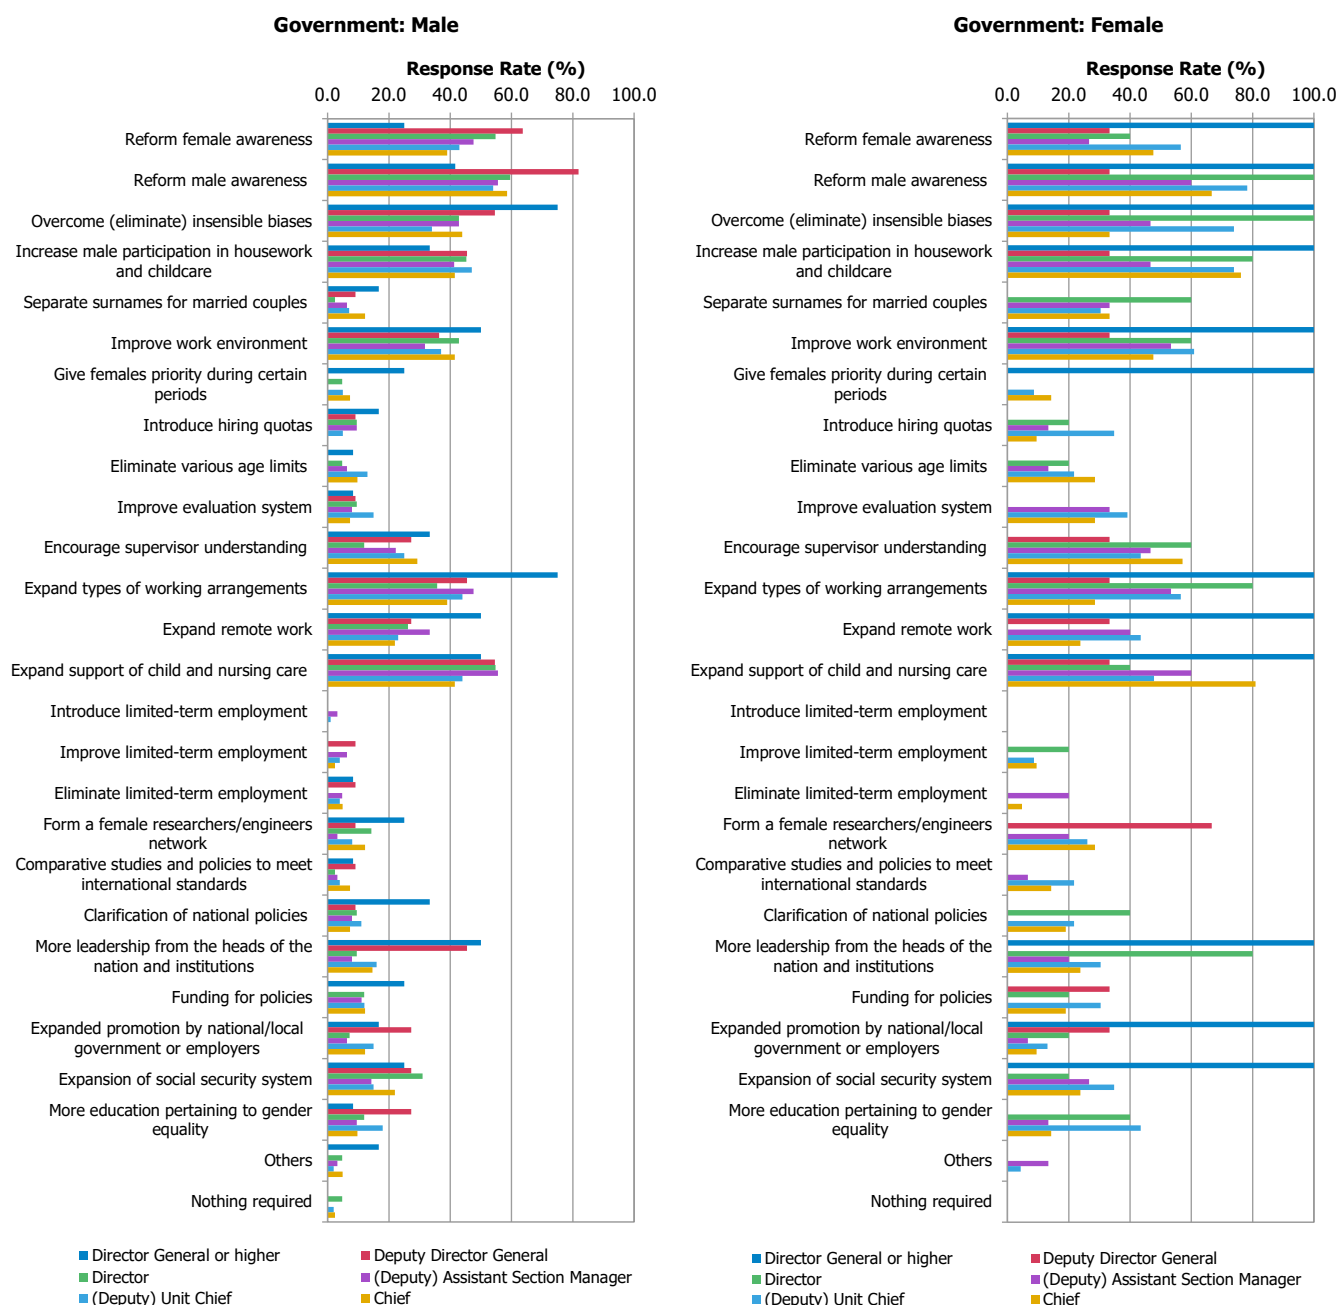 Government: Male
Response Rate (%)
0.0 20.0 40.0 60.0 80.0 100.0
Reform female awareness
Reform male awareness
Overcome (eliminate) insensible biases
Increase male participation in housework
and childcare
Separate surnames for married couples
Improve work environment
Give females priority during certain
periods
Introduce hiring quotas
Eliminate various age limits
Improve evaluation system
Encourage supervisor understanding
Expand types of working arrangements
Expand remote work
Expand support of child and nursing care
Introduce limited-term employment
Improve limited-term employment
Eliminate limited-term employment
Form a female researchers/engineers
network
Comparative studies and policies to meet
international standards
Clarification of national policies
More leadership from the heads of the
nation and institutions
Funding for policies
Expanded promotion by national/local
government or employers
Expansion of social security system
More education pertaining to gender
equality
Others
Nothing required
Director General or higher
Deputy Director General
Director
(Deputy) Assistant Section Manager
(Deputy) Unit Chief
Chief
Government: Female
Response Rate (%)
0.0 20.0 40.0 60.0 80.0 100.0
Reform female awareness
Reform male awareness
Overcome (eliminate) insensible biases
Increase male participation in housework
and childcare
Separate surnames for married couples
Improve work environment
Give females priority during certain
periods
Introduce hiring quotas
Eliminate various age limits
Improve evaluation system
Encourage supervisor understanding
Expand types of working arrangements
Expand remote work
Expand support of child and nursing care
Introduce limited-term employment
Improve limited-term employment
Eliminate limited-term employment
Form a female researchers/engineers
network
Comparative studies and policies to meet
international standards
Clarification of national policies
More leadership from the heads of the
nation and institutions
Funding for policies
Expanded promotion by national/local
government or employers
Expansion of social security system
More education pertaining to gender
equality
Others
Nothing required
Director General or higher
Deputy Director General
Director
(Deputy) Assistant Section Manager
(Deputy) Unit Chief
Chief